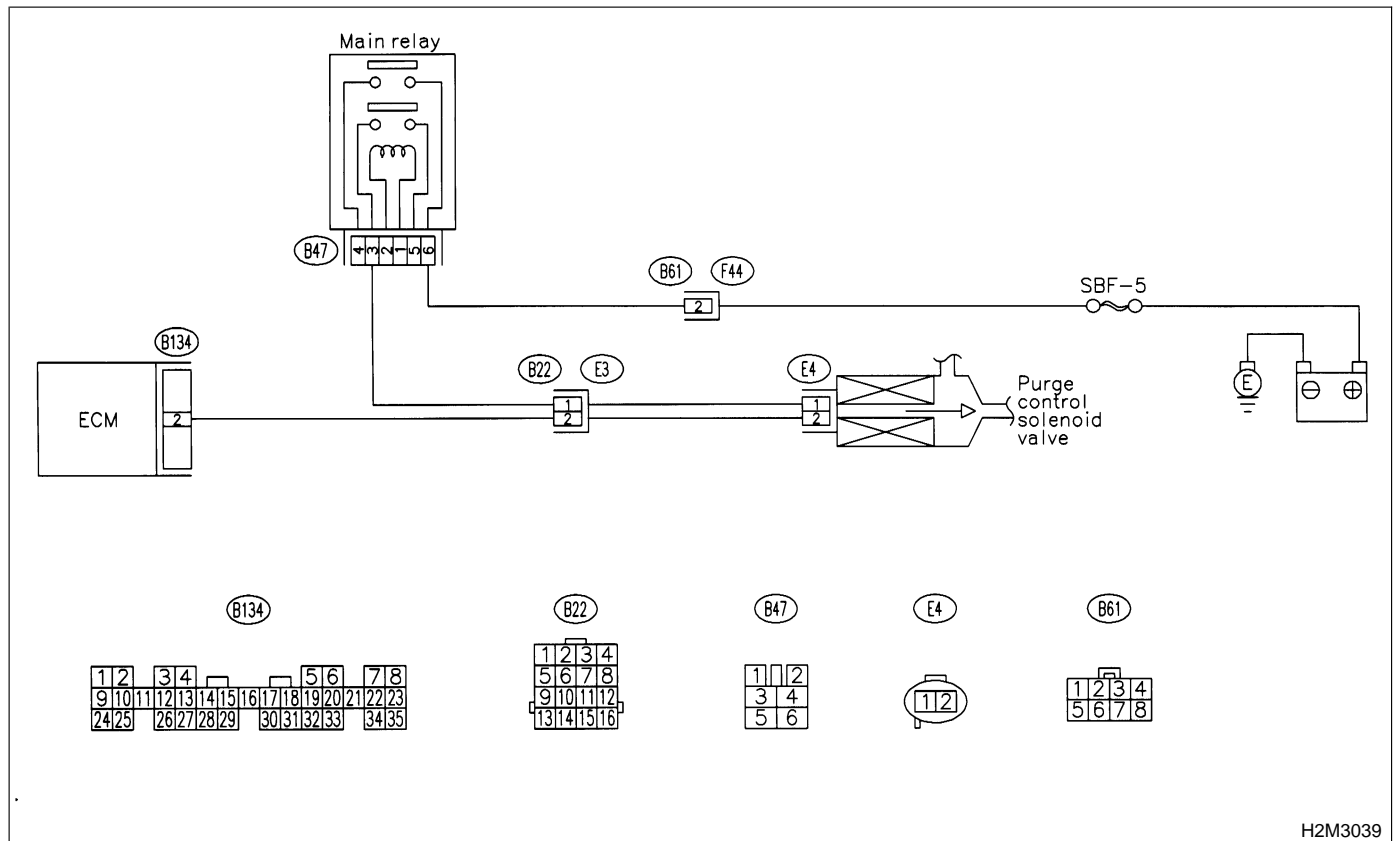 Main relay
B47
4 3 2 1 5 6
B61 F44
2
SBF-5
B134
ECM
2
B22 E3
1
2
E4
1
2
Purge
control
solenoid
valve
E
⊖ ⊕
B134
1 2 3 4 5 6 7 8
9 10 11 12 13 14 15 16 17 18 19 20 21 22 23
24 25 26 27 28 29 30 31 32 33 34 35
B22
1 2 3 4
5 6 7 8
9 10 11 12
13 14 15 16
B47
1 2
3 4
5 6
E4
1 2
B61
1 2 3 4
5 6 7 8
H2M3039